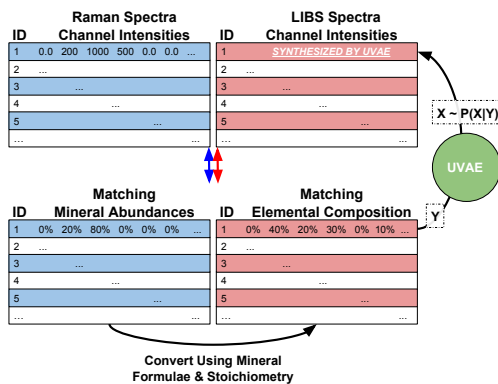 Raman Spectra
Channel Intensities
LIBS Spectra
Channel Intensities
ID
ID
1 0.0 200 1000 500 0.0 0.0 ...
1 SYNTHESIZED BY UVAE
2 ...
2 ...
3 ...
3 ...
4 ...
4 ...
5 ...
5 ...
... ...
... ...
X ~ P(X|Y)
UVAE
Y
Matching
Mineral Abundances
Matching
Elemental Composition
ID
ID
1 0% 20% 80% 0% 0% 0% ...
1 0% 40% 20% 30% 0% 10% ...
2 ...
2 ...
3 ...
3 ...
4 ...
4 ...
5 ...
5 ...
... ...
... ...
Convert Using Mineral
Formulae & Stoichiometry